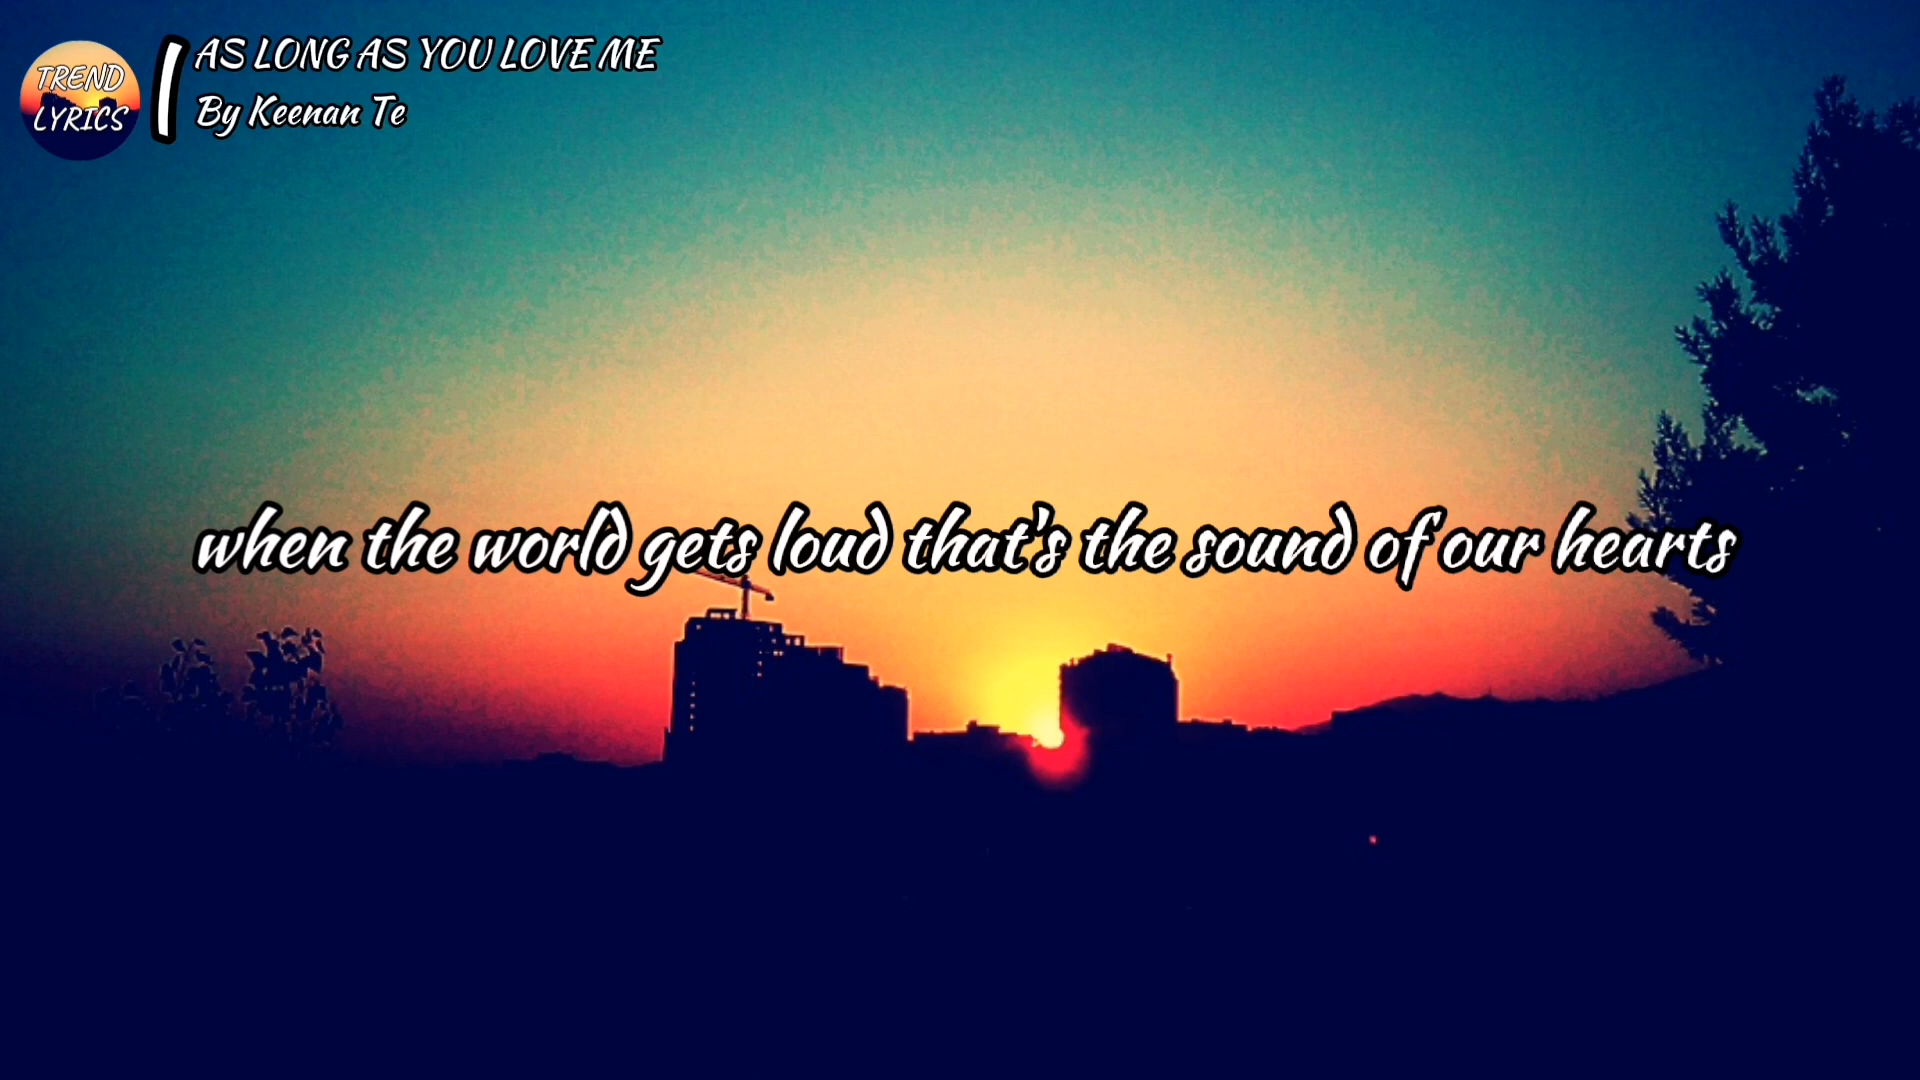 TREND
LYRICS
AS LONG AS YOU LOVE ME
By Keenan Te
when the world gets loud that's the sound of our hearts